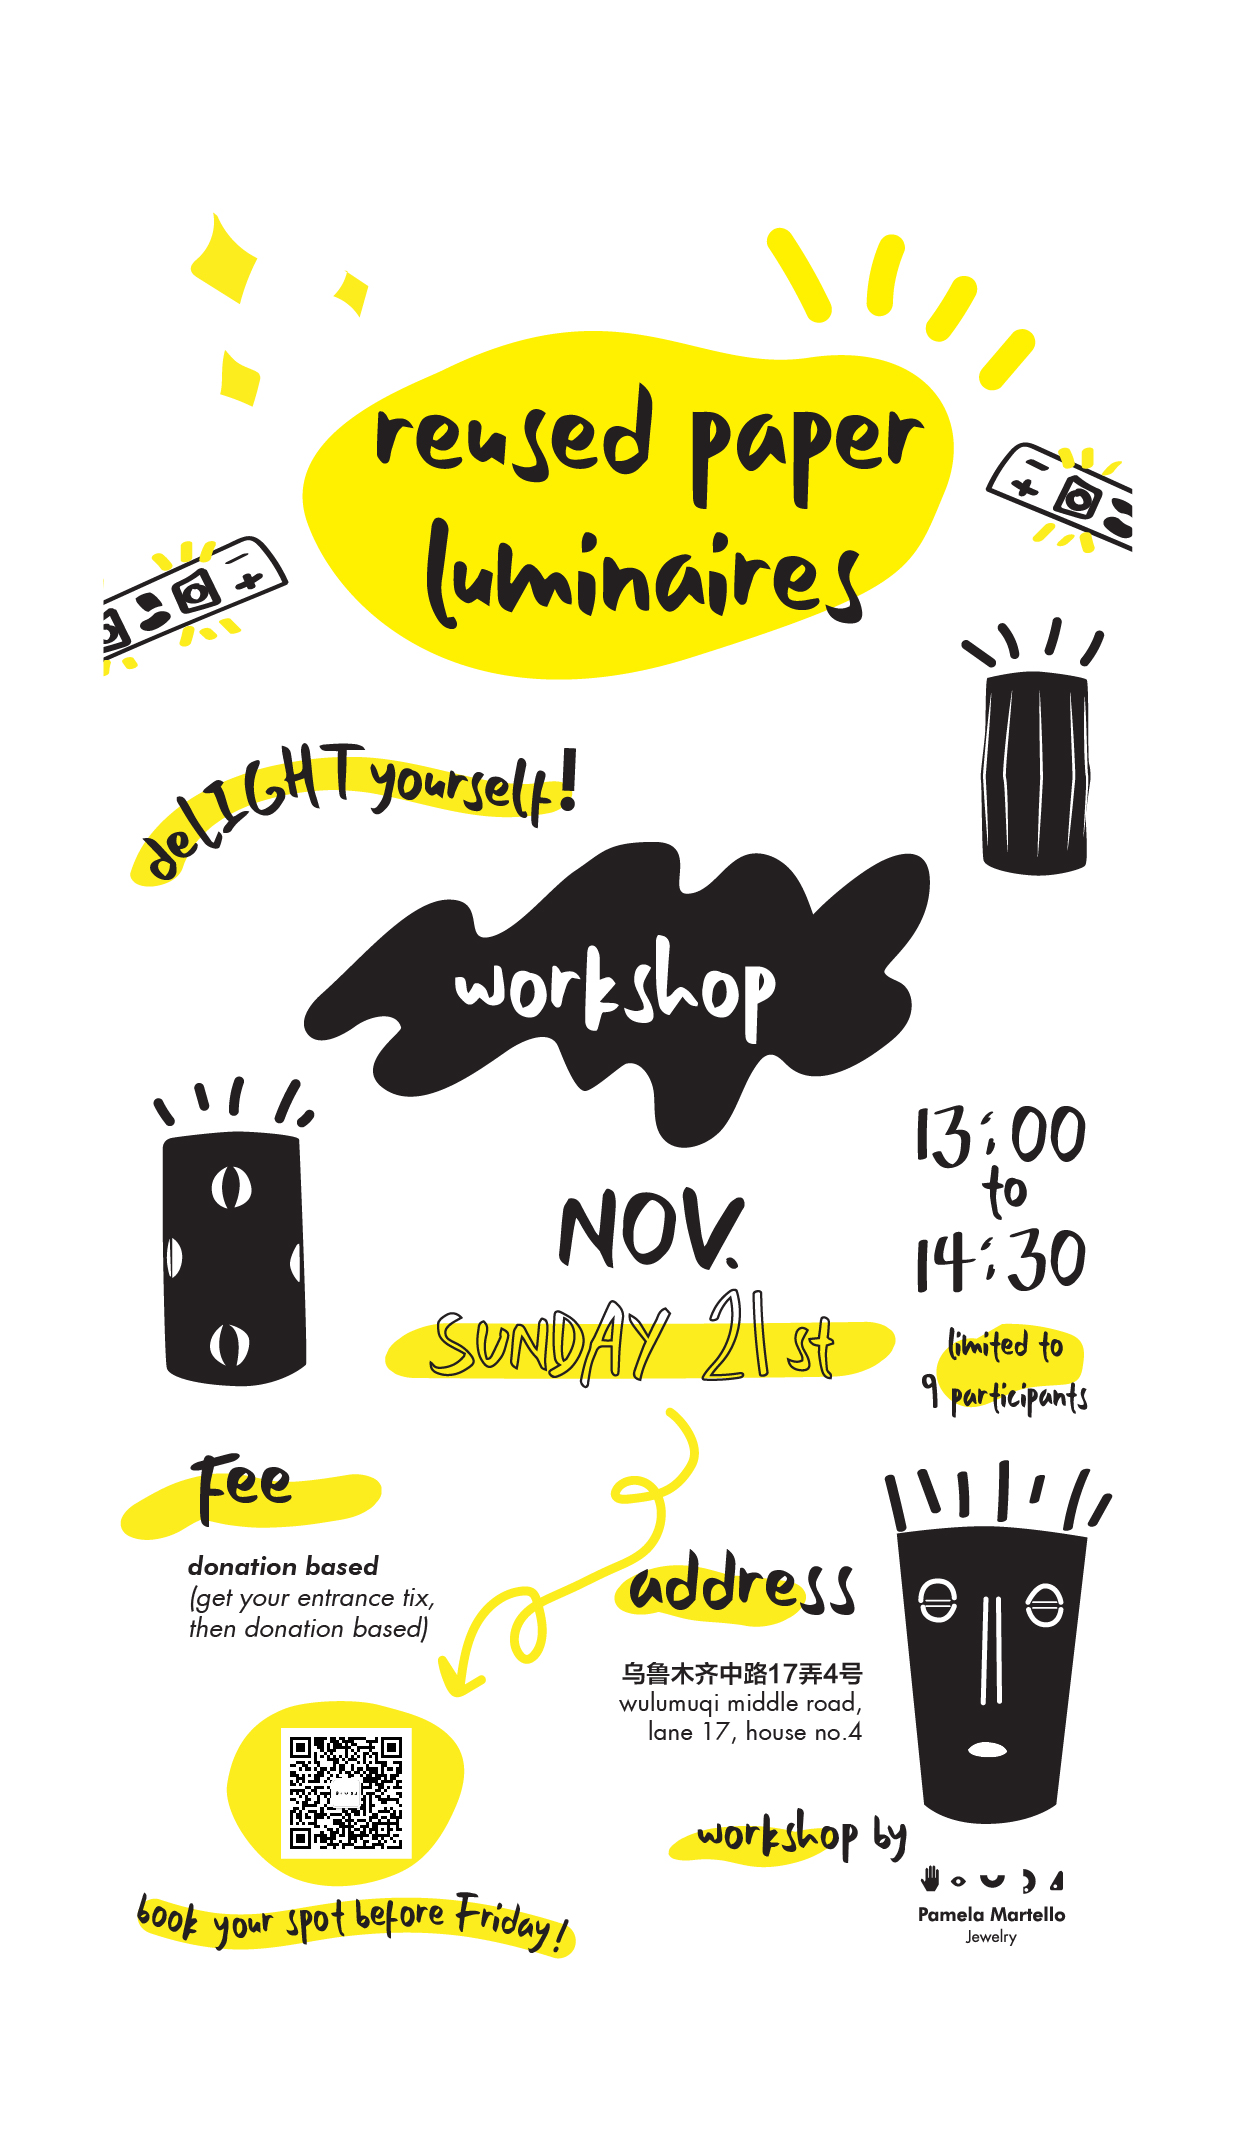 reused paper
luminaires
deLIGHT yourself!
workshop
13:00
to
14:30
NOV.
SUNDAY 21st
limited to
9 participants
Fee
donation based
(get your entrance tix,
then donation based)
address
乌鲁木齐中路17弄4号
wulumuqi middle road,
lane 17, house no.4
workshop by
Pamela Martello
Jewelry
book your spot before Friday!